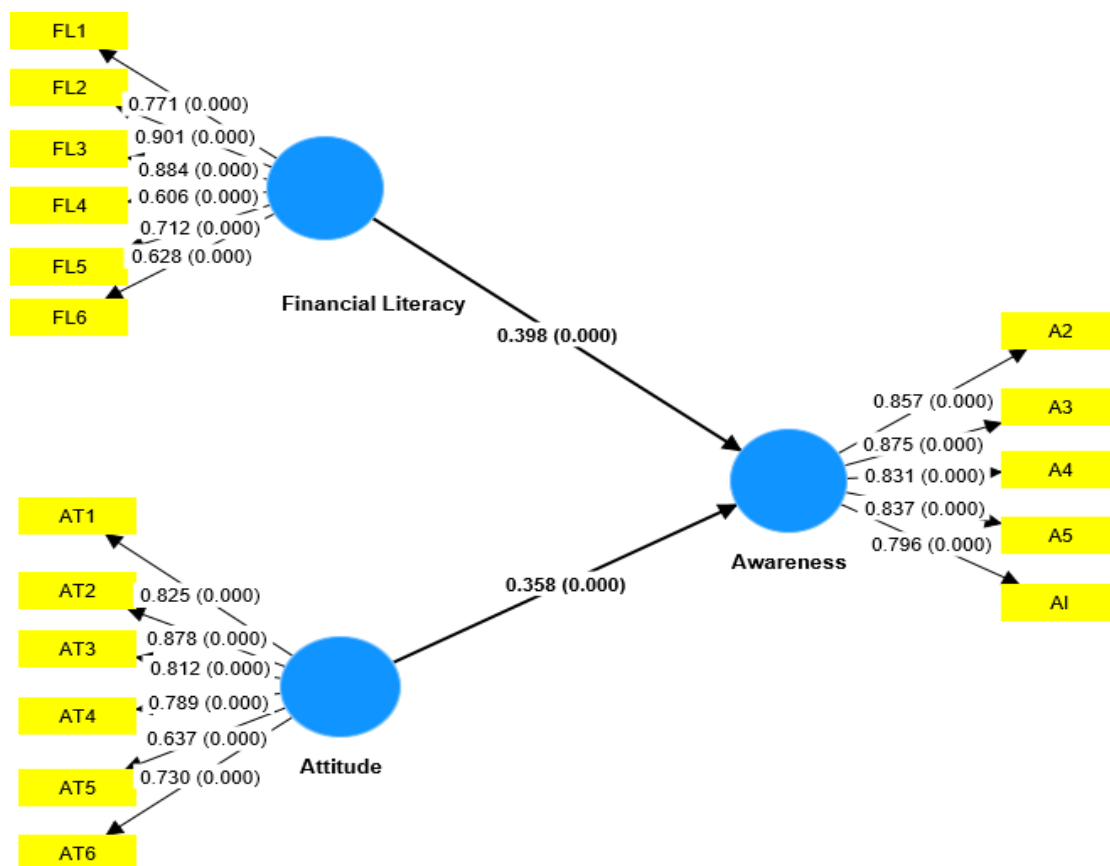 FL1
FL2
FL3
FL4
FL5
FL6
0.771 (0.000)
0.901 (0.000)
0.884 (0.000)
0.606 (0.000)
0.712 (0.000)
0.628 (0.000)
Financial Literacy
0.398 (0.000)
AT1
AT2
AT3
AT4
AT5
AT6
0.825 (0.000)
0.878 (0.000)
0.812 (0.000)
0.789 (0.000)
0.637 (0.000)
0.730 (0.000)
Attitude
0.358 (0.000)
Awareness
0.857 (0.000)
0.875 (0.000)
0.831 (0.000)
0.837 (0.000)
0.796 (0.000)
A2
A3
A4
A5
AI